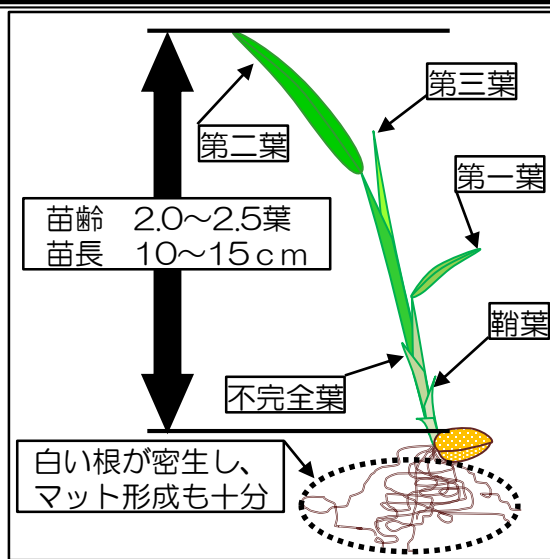 第三葉
第二葉
第一葉
苗齢　2.0～2.5葉
苗長　10～15ｃｍ
鞘葉
不完全葉
白い根が密生し、
マット形成も十分